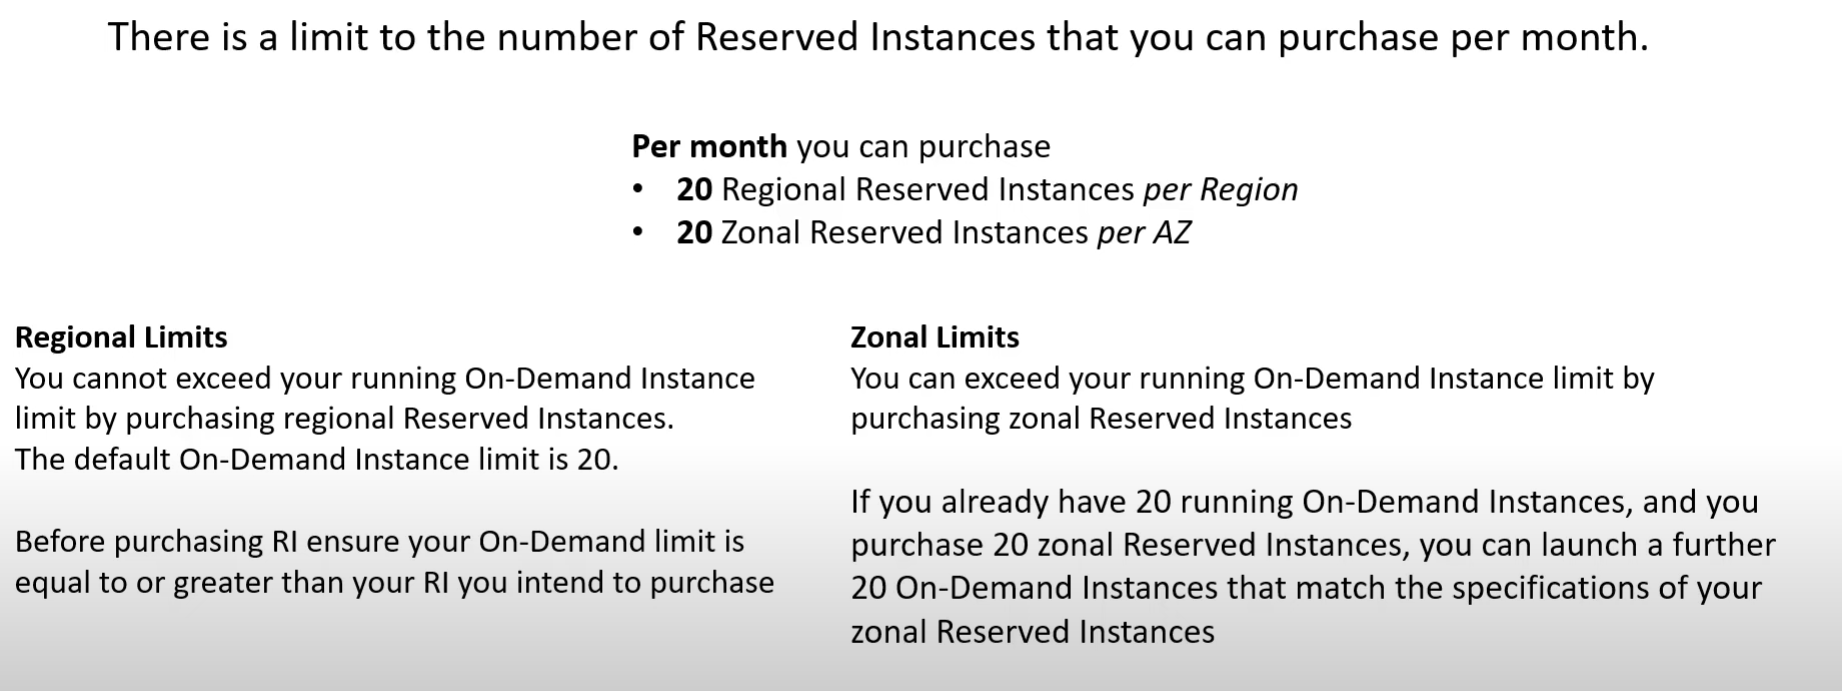 There is a limit to the number of Reserved Instances that you can purchase per month.
Per month you can purchase
• 20 Regional Reserved Instances per Region
• 20 Zonal Reserved Instances per AZ
Regional Limits
You cannot exceed your running On-Demand Instance
limit by purchasing regional Reserved Instances.
The default On-Demand Instance limit is 20.
Before purchasing RI ensure your On-Demand limit is
equal to or greater than your RI you intend to purchase
Zonal Limits
You can exceed your running On-Demand Instance limit by
purchasing zonal Reserved Instances
If you already have 20 running On-Demand Instances, and you
purchase 20 zonal Reserved Instances, you can launch a further
20 On-Demand Instances that match the specifications of your
zonal Reserved Instances